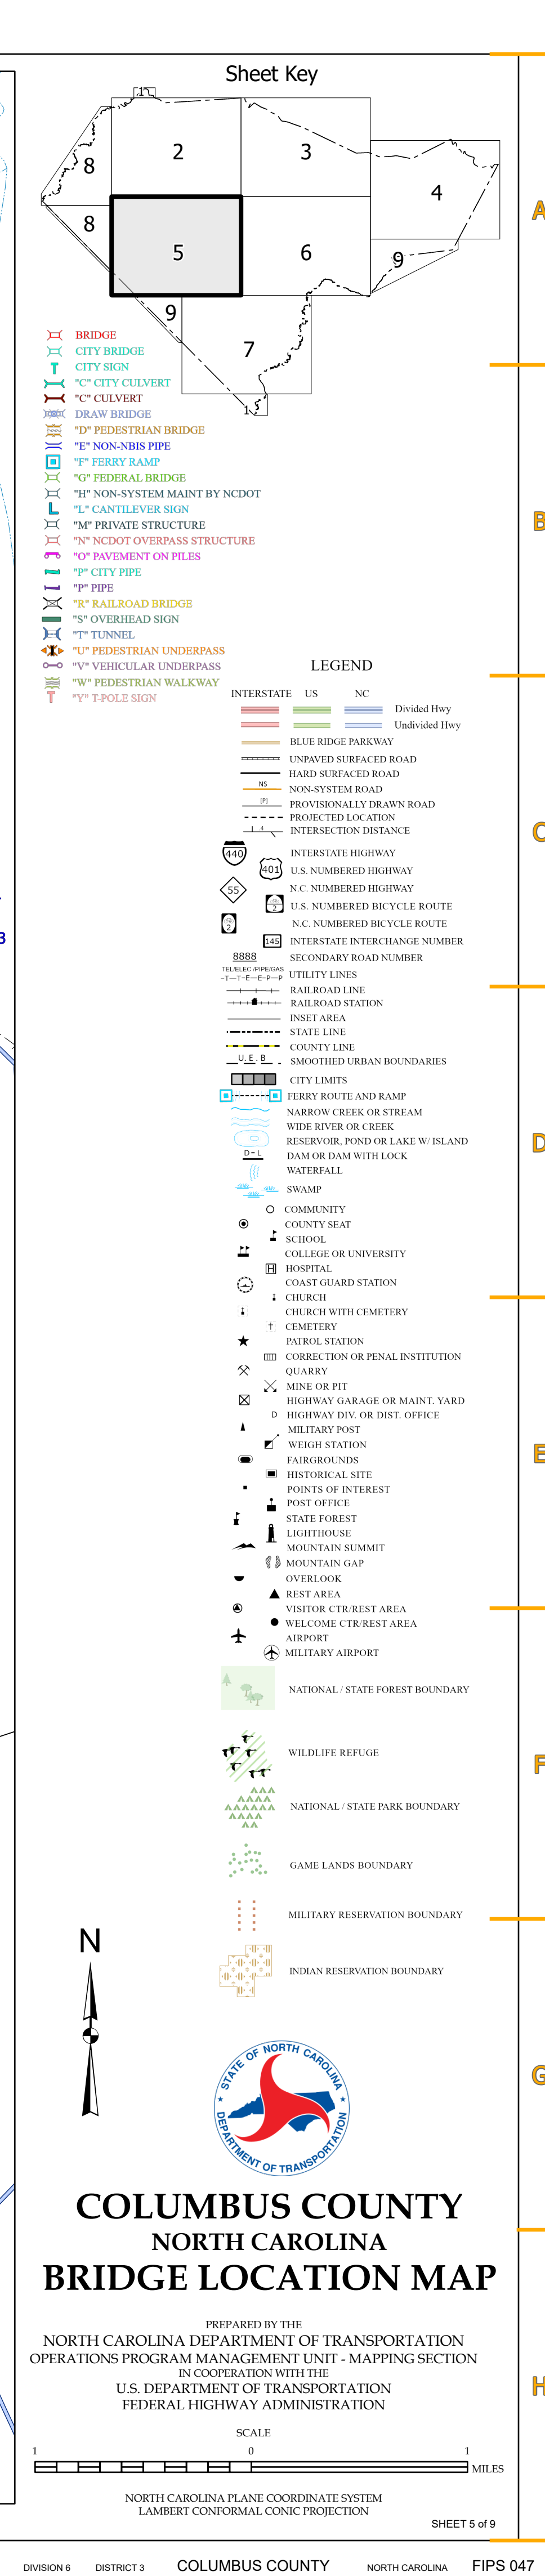 Sheet Key
1
2
3
8
4
8
5
6
9
9
7
1
BRIDGE
CITY BRIDGE
CITY SIGN
"C" CITY CULVERT
"C" CULVERT
DRAW BRIDGE
"D" PEDESTRIAN BRIDGE
"E" NON-NBIS PIPE
"F" FERRY RAMP
"G" FEDERAL BRIDGE
"H" NON-SYSTEM MAINT BY NCDOT
"L" CANTILEVER SIGN
"M" PRIVATE STRUCTURE
"N" NCDOT OVERPASS STRUCTURE
"O" PAVEMENT ON PILES
"P" CITY PIPE
"P" PIPE
"R" RAILROAD BRIDGE
"S" OVERHEAD SIGN
"T" TUNNEL
"U" PEDESTRIAN UNDERPASS
"V" VEHICULAR UNDERPASS
"W" PEDESTRIAN WALKWAY
"Y" T-POLE SIGN
LEGEND
INTERSTATE US NC
Divided Hwy
Undivided Hwy
BLUE RIDGE PARKWAY
UNPAVED SURFACED ROAD
HARD SURFACED ROAD
NS NON-SYSTEM ROAD
[P] PROVISIONALLY DRAWN ROAD
PROJECTED LOCATION
.4 INTERSECTION DISTANCE
440 INTERSTATE HIGHWAY
401 U.S. NUMBERED HIGHWAY
55 N.C. NUMBERED HIGHWAY
2 U.S. NUMBERED BICYCLE ROUTE
2 N.C. NUMBERED BICYCLE ROUTE
145 INTERSTATE INTERCHANGE NUMBER
8888 SECONDARY ROAD NUMBER
TEL/ELEC /PIPE/GAS
-T—T—E—E—P—P UTILITY LINES
RAILROAD LINE
RAILROAD STATION
INSET AREA
STATE LINE
COUNTY LINE
U.E.B SMOOTHED URBAN BOUNDARIES
CITY LIMITS
FERRY ROUTE AND RAMP
NARROW CREEK OR STREAM
WIDE RIVER OR CREEK
RESERVOIR, POND OR LAKE W/ ISLAND
D-L DAM OR DAM WITH LOCK
WATERFALL
SWAMP
COMMUNITY
COUNTY SEAT
SCHOOL
COLLEGE OR UNIVERSITY
H HOSPITAL
COAST GUARD STATION
CHURCH
CHURCH WITH CEMETERY
CEMETERY
PATROL STATION
CORRECTION OR PENAL INSTITUTION
QUARRY
MINE OR PIT
HIGHWAY GARAGE OR MAINT. YARD
D HIGHWAY DIV. OR DIST. OFFICE
MILITARY POST
WEIGH STATION
FAIRGROUNDS
HISTORICAL SITE
POINTS OF INTEREST
POST OFFICE
STATE FOREST
LIGHTHOUSE
MOUNTAIN SUMMIT
MOUNTAIN GAP
OVERLOOK
REST AREA
VISITOR CTR/REST AREA
WELCOME CTR/REST AREA
AIRPORT
MILITARY AIRPORT
NATIONAL / STATE FOREST BOUNDARY
WILDLIFE REFUGE
NATIONAL / STATE PARK BOUNDARY
GAME LANDS BOUNDARY
MILITARY RESERVATION BOUNDARY
INDIAN RESERVATION BOUNDARY
N
STATE OF NORTH CAROLINA
DEPARTMENT OF TRANSPORTATION
COLUMBUS COUNTY
NORTH CAROLINA
BRIDGE LOCATION MAP
PREPARED BY THE
NORTH CAROLINA DEPARTMENT OF TRANSPORTATION
OPERATIONS PROGRAM MANAGEMENT UNIT - MAPPING SECTION
IN COOPERATION WITH THE
U.S. DEPARTMENT OF TRANSPORTATION
FEDERAL HIGHWAY ADMINISTRATION
SCALE
1 0 1
MILES
NORTH CAROLINA PLANE COORDINATE SYSTEM
LAMBERT CONFORMAL CONIC PROJECTION
SHEET 5 of 9
DIVISION 6 DISTRICT 3 COLUMBUS COUNTY NORTH CAROLINA FIPS 047
A
B
C
D
E
F
G
H
3